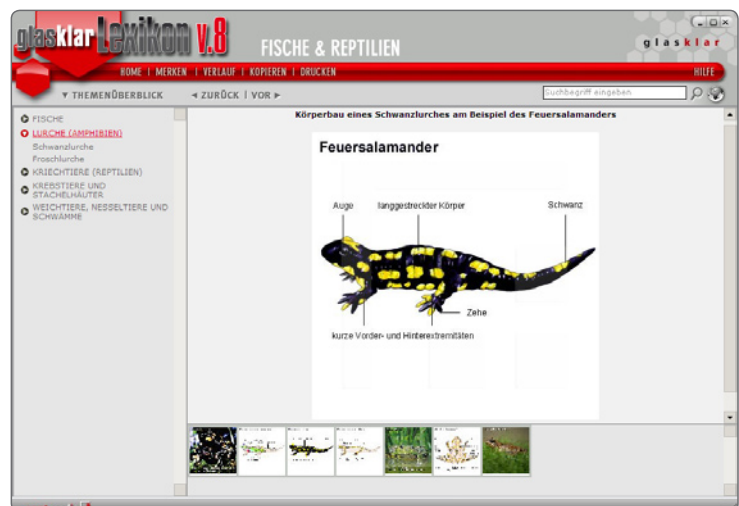 glasklar Lexikon V.8
FISCHE & REPTILIEN
glasklar
HOME | MERKEN | VERLAUF | KOPIEREN | DRUCKEN
HILFE
▼ THEMENÜBERBLICK
◄ ZURÜCK | VOR ►
Suchbegriff eingeben
FISCHE
LURCHE (AMPHIBIEN)
Schwanzlurche
Froschlurche
KRIECHTIERE (REPTILIEN)
KREBSTIERE UND
STACHELHÄUTER
WEICHTIERE, NESSELTIERE UND
SCHWÄMME
Körperbau eines Schwanzlurches am Beispiel des Feuersalamanders
Feuersalamander
Auge
langgestreckter Körper
Schwanz
Zehe
kurze Vorder- und Hinterextremitäten